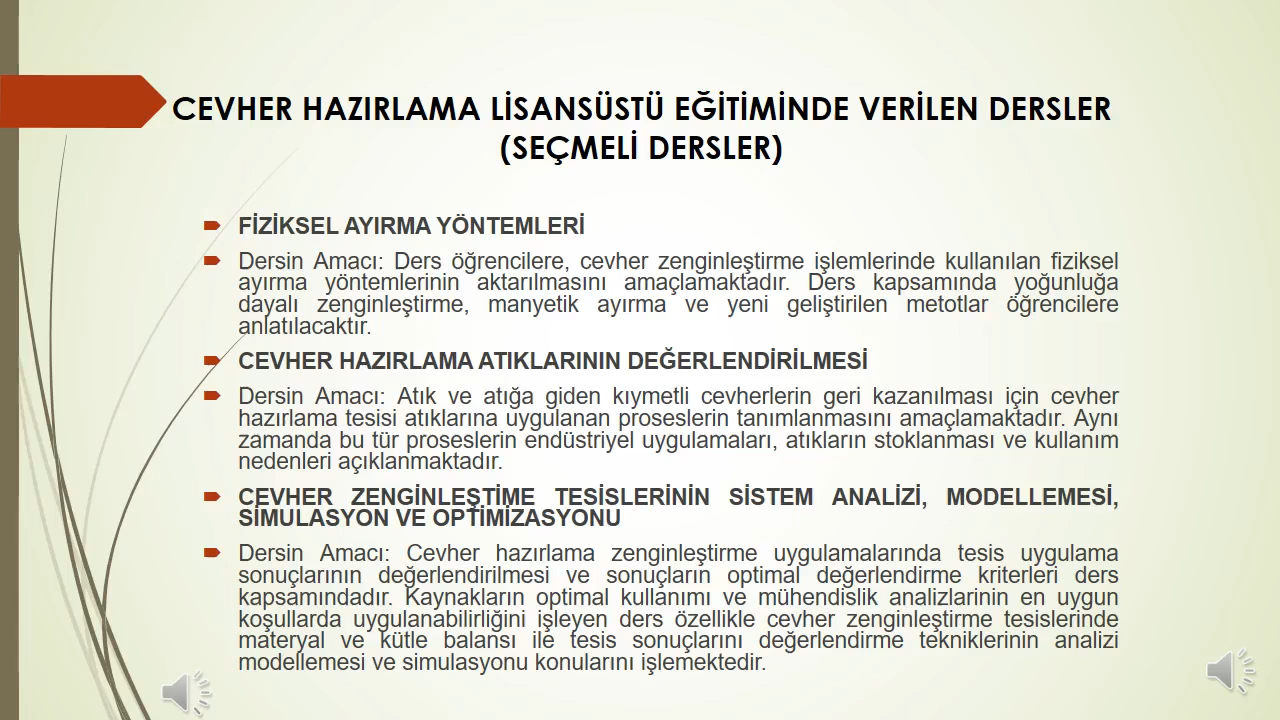 CEVHER HAZIRLAMA LİSANSÜSTÜ EĞİTİMİNDE VERİLEN DERSLER
(SEÇMELİ DERSLER)
FİZİKSEL AYIRMA YÖNTEMLERİ
Dersin Amacı: Ders öğrencilere, cevher zenginleştirme işlemlerinde kullanılan fiziksel
ayırma yöntemlerinin aktarılmasını amaçlamaktadır. Ders kapsamında yoğunluğa
dayalı zenginleştirme, manyetik ayırma ve yeni geliştirilen metotlar öğrencilere
anlatılacaktır.
CEVHER HAZIRLAMA ATIKLARININ DEĞERLENDİRİLMESİ
Dersin Amacı: Atık ve atığa giden kıymetli cevherlerin geri kazanılması için cevher
hazırlama tesisi atıklarına uygulanan proseslerin tanımlanmasını amaçlamaktadır. Aynı
zamanda bu tür proseslerin endüstriyel uygulamaları, atıkların stoklanması ve kullanım
nedenleri açıklanmaktadır.
CEVHER ZENGİNLEŞTİME TESİSLERİNİN SİSTEM ANALİZİ, MODELLEMESİ,
SİMULASYON VE OPTİMİZASYONU
Dersin Amacı: Cevher hazırlama zenginleştirme uygulamalarında tesis uygulama
sonuçlarının değerlendirilmesi ve sonuçların optimal değerlendirme kriterleri ders
kapsamındadır. Kaynakların optimal kullanımı ve mühendislik analizlarinin en uygun
koşullarda uygulanabilirliğini işleyen ders özellikle cevher zenginleştirme tesislerinde
materyal ve kütle balansı ile tesis sonuçlarını değerlendirme tekniklerinin analizi
modellemesi ve simulasyonu konularını işlemektedir.